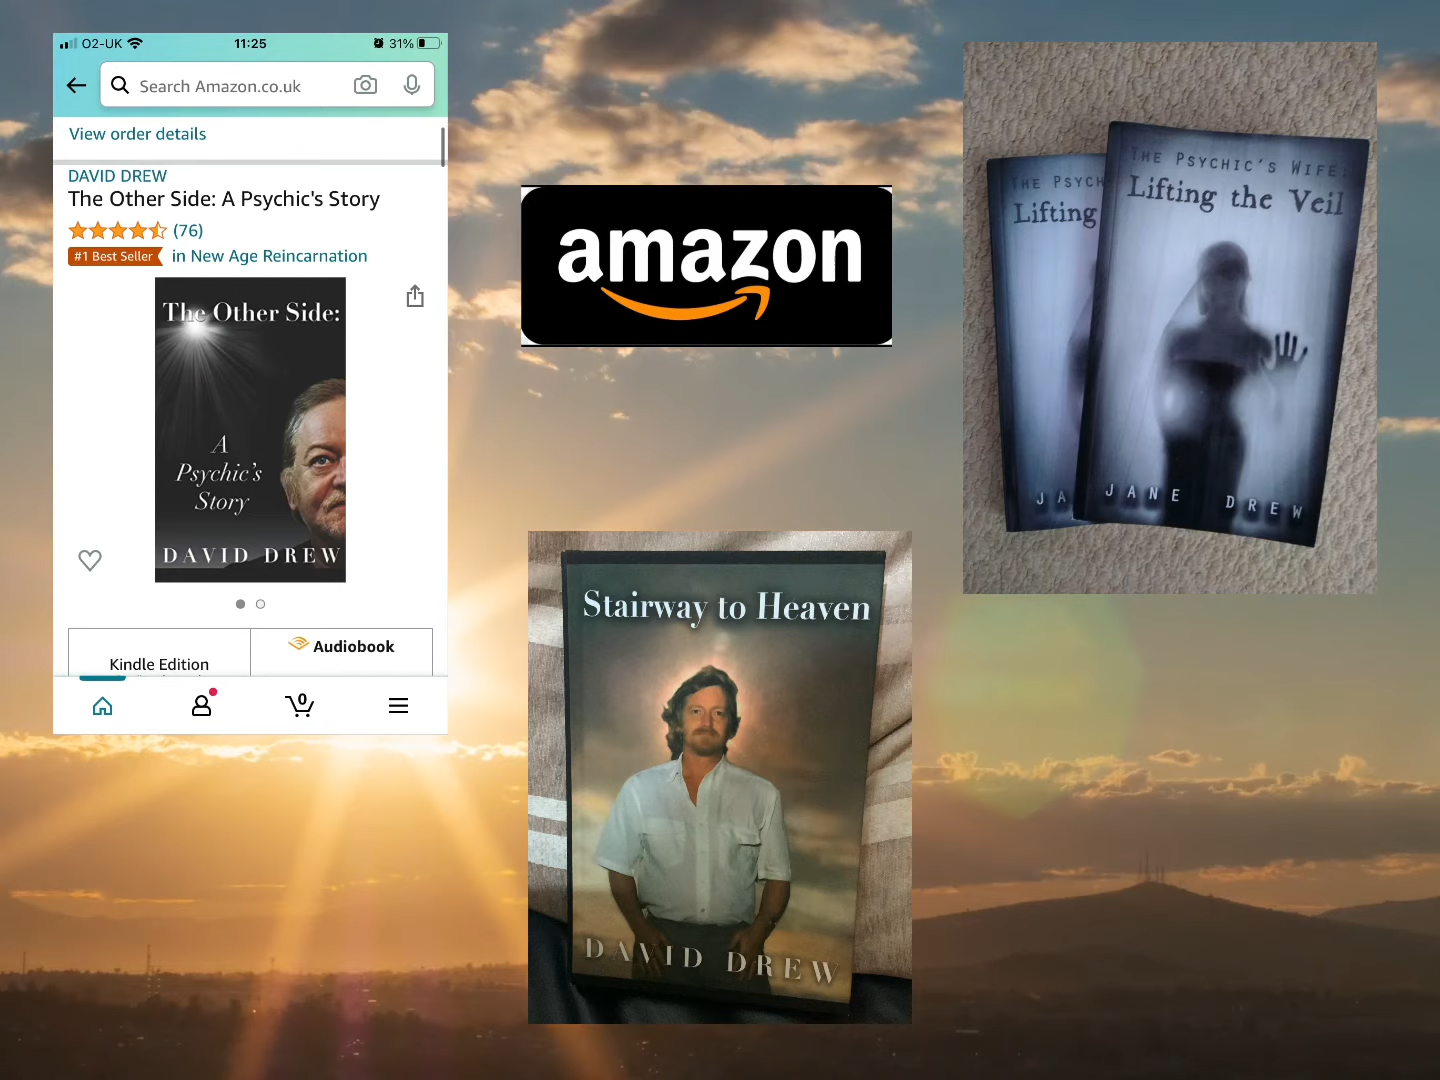 O2-UK
11:25
31%
Search Amazon.co.uk
View order details
DAVID DREW
The Other Side: A Psychic's Story
(76)
#1 Best Seller in New Age Reincarnation
The Other Side:
A
Psychic's
Story
DAVID DREW
Kindle Edition
Audiobook
0
amazon
Stairway to Heaven
DAVID DREW
THE PSYCH
Lifting
JA
THE PSYCHIC'S WIFE:
Lifting the Veil
JANE DREW